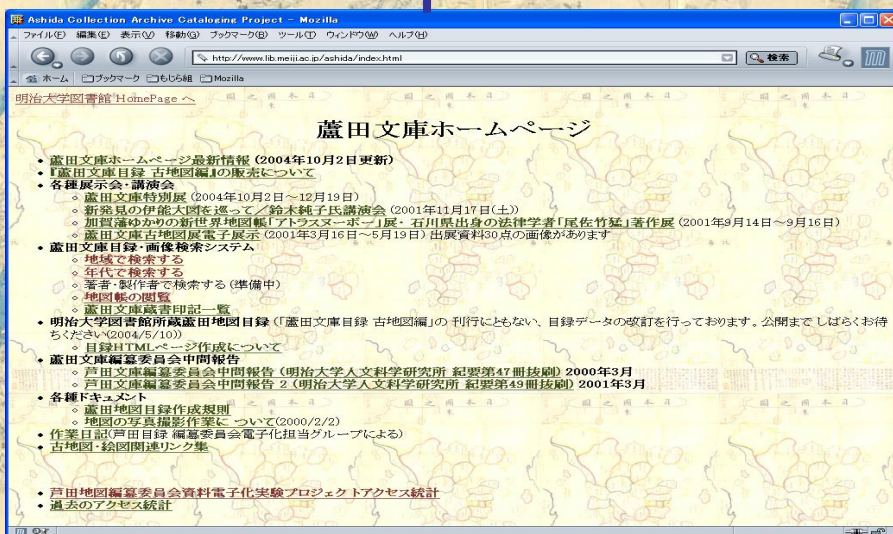 Ashida Collection Archive Cataloging Project - Mozilla
ファイル(F) 編集(E) 表示(V) 移動(G) ブックマーク(B) ツール(T) ウィンドウ(W) ヘルプ(H)
http://www.lib.meiji.ac.jp/ashida/index.html 検索
ホーム ブックマーク もじら組 Mozilla
明治大学図書館 HomePage へ
蘆田文庫ホームページ
• 蘆田文庫ホームページ最新情報 (2004年10月2日更新)
• 『蘆田文庫目録 古地図編』の販売について
• 各種展示会・講演会
◦ 蘆田文庫特別展 (2004年10月2日～12月19日)
◦ 新発見の伊能大図を巡って／鈴木純子氏講演会 (2001年11月17日(土))
◦ 加賀藩ゆかりの新世界地図帳「アトラスヌーボー」展・石川県出身の法律学者「尾佐竹猛」著作展 (2001年9月14日～9月16日)
◦ 蘆田文庫古地図展電子展示 (2001年3月16日～5月19日) 出展資料30点の画像があります
• 蘆田文庫目録・画像検索システム
◦ 地域で検索する
◦ 年代で検索する
◦ 著者・製作者で検索する (準備中)
◦ 地図帳の閲覧
◦ 蘆田文庫蔵書印記一覧
• 明治大学図書館所蔵蘆田地図目録 (「蘆田文庫目録 古地図編」の 刊行にともない、目録データの改訂を行っております。公開まで しばらくお待
ちください(2004/5/10))
◦ 目録HTMLページ作成について
• 蘆田文庫編纂委員会中間報告
◦ 芦田文庫編纂委員会中間報告 (明治大学人文科学研究所 紀要第47冊抜刷) 2000年3月
◦ 芦田文庫編纂委員会中間報告 2 (明治大学人文科学研究所 紀要第49冊抜刷) 2001年3月
• 各種ドキュメント
◦ 蘆田地図目録作成規則
◦ 地図の写真撮影作業に ついて(2000/2/2)
• 作業日記(芦田目録 編纂委員会電子化担当グループによる)
• 古地図・絵図関連リンク集
• 芦田地図編纂委員会資料電子化実験プロジェクトアクセス統計
• 過去のアクセス統計